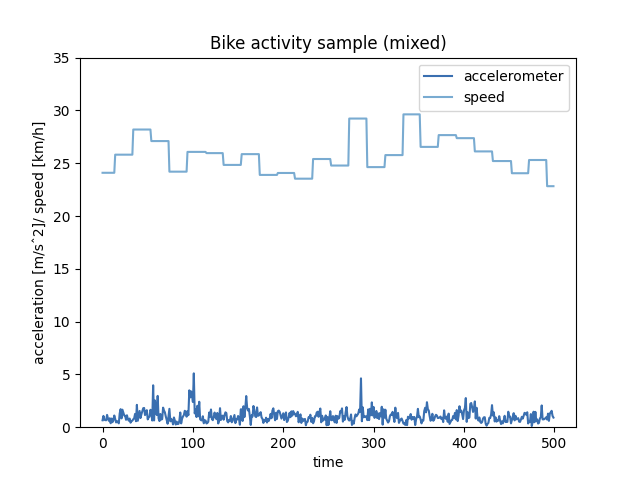 Bike activity sample (mixed)
accelerometer
speed
35
30
25
20
15
10
5
0
acceleration [m/s^2]/ speed [km/h]
0 100 200 300 400 500
time